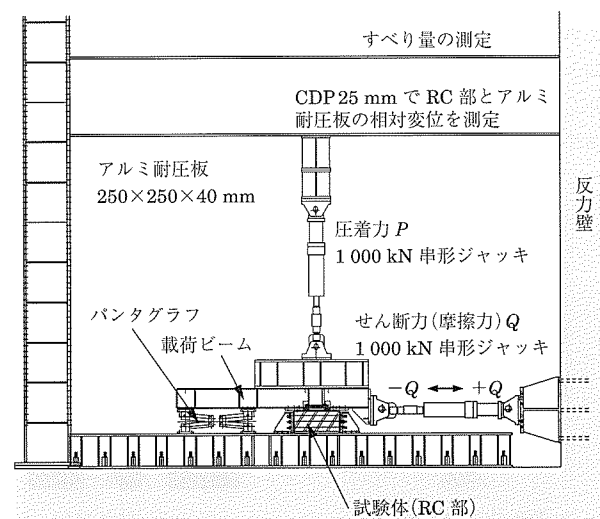 すべり量の測定
CDP 25 mm で RC 部とアルミ
耐圧板の相対変位を測定
アルミ耐圧板
250×250×40 mm
反力壁
圧着力 P
1 000 kN 串形ジャッキ
パンタグラフ
載荷ビーム
せん断力(摩擦力) Q
1 000 kN 串形ジャッキ
−Q ↔ +Q
試験体(RC 部)